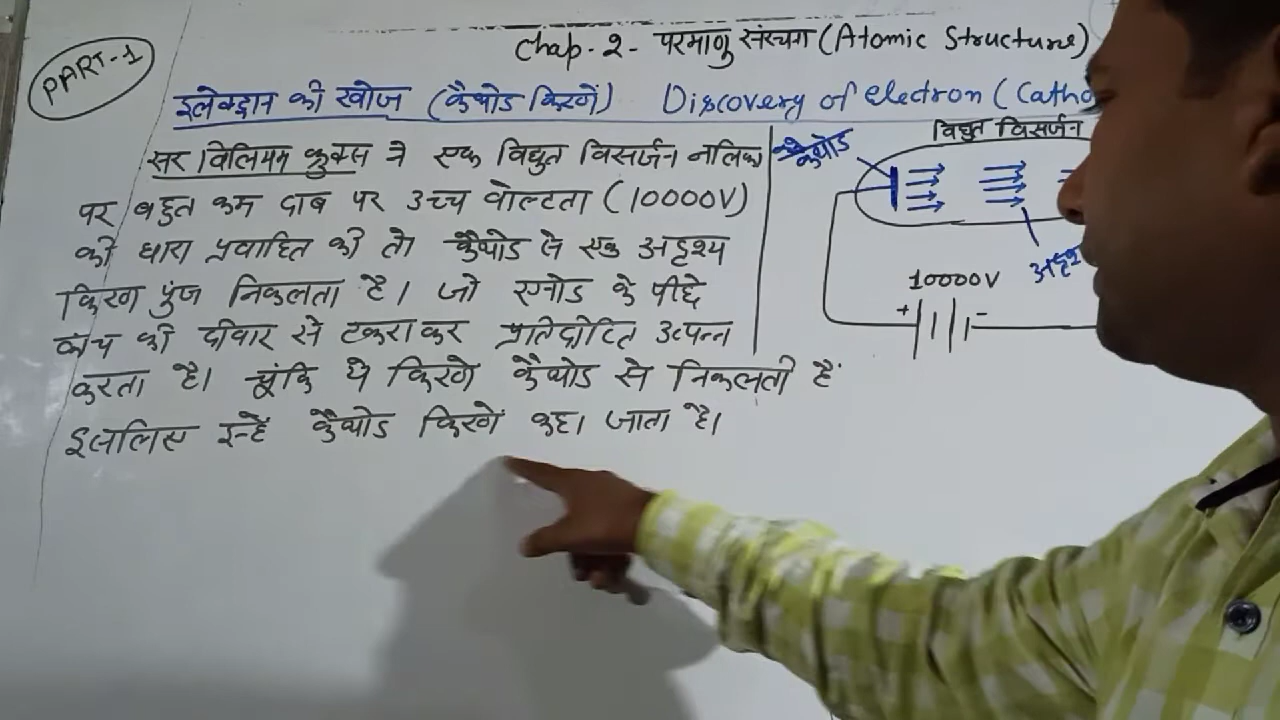 PART-1
Chap-2- परमाणु संरचना (Atomic Structure)
इलेक्ट्रान की खोज (कैथोड किरणें) Discovery of electron (Catho
सर विलियम क्रुक्स ने एक विद्युत विसर्जन नलिका
पर बहुत कम दाब पर उच्च वोल्टता (10000V)
की धारा प्रवाहित की तो कैथोड से एक अदृश्य
किरण पुंज निकलता है। जो एनोड के पीछे
कांच की दीवार से टकराकर प्रतिदीप्ति उत्पन्न
करता है। चूंकि ये किरणें कैथोड से निकलती हैं
इसलिए इन्हें कैथोड किरणें कहा जाता है।
विद्युत विसर्जन
कैथोड
अदृश्
10000V
+ -